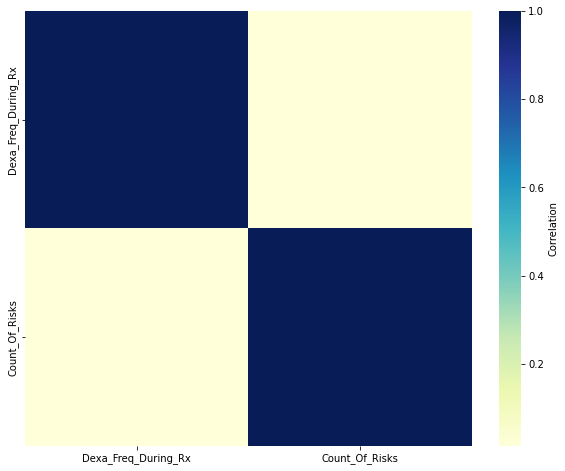 Dexa_Freq_During_Rx
Count_Of_Risks
Dexa_Freq_During_Rx
Count_Of_Risks
1.0
0.8
0.6
0.4
0.2
Correlation